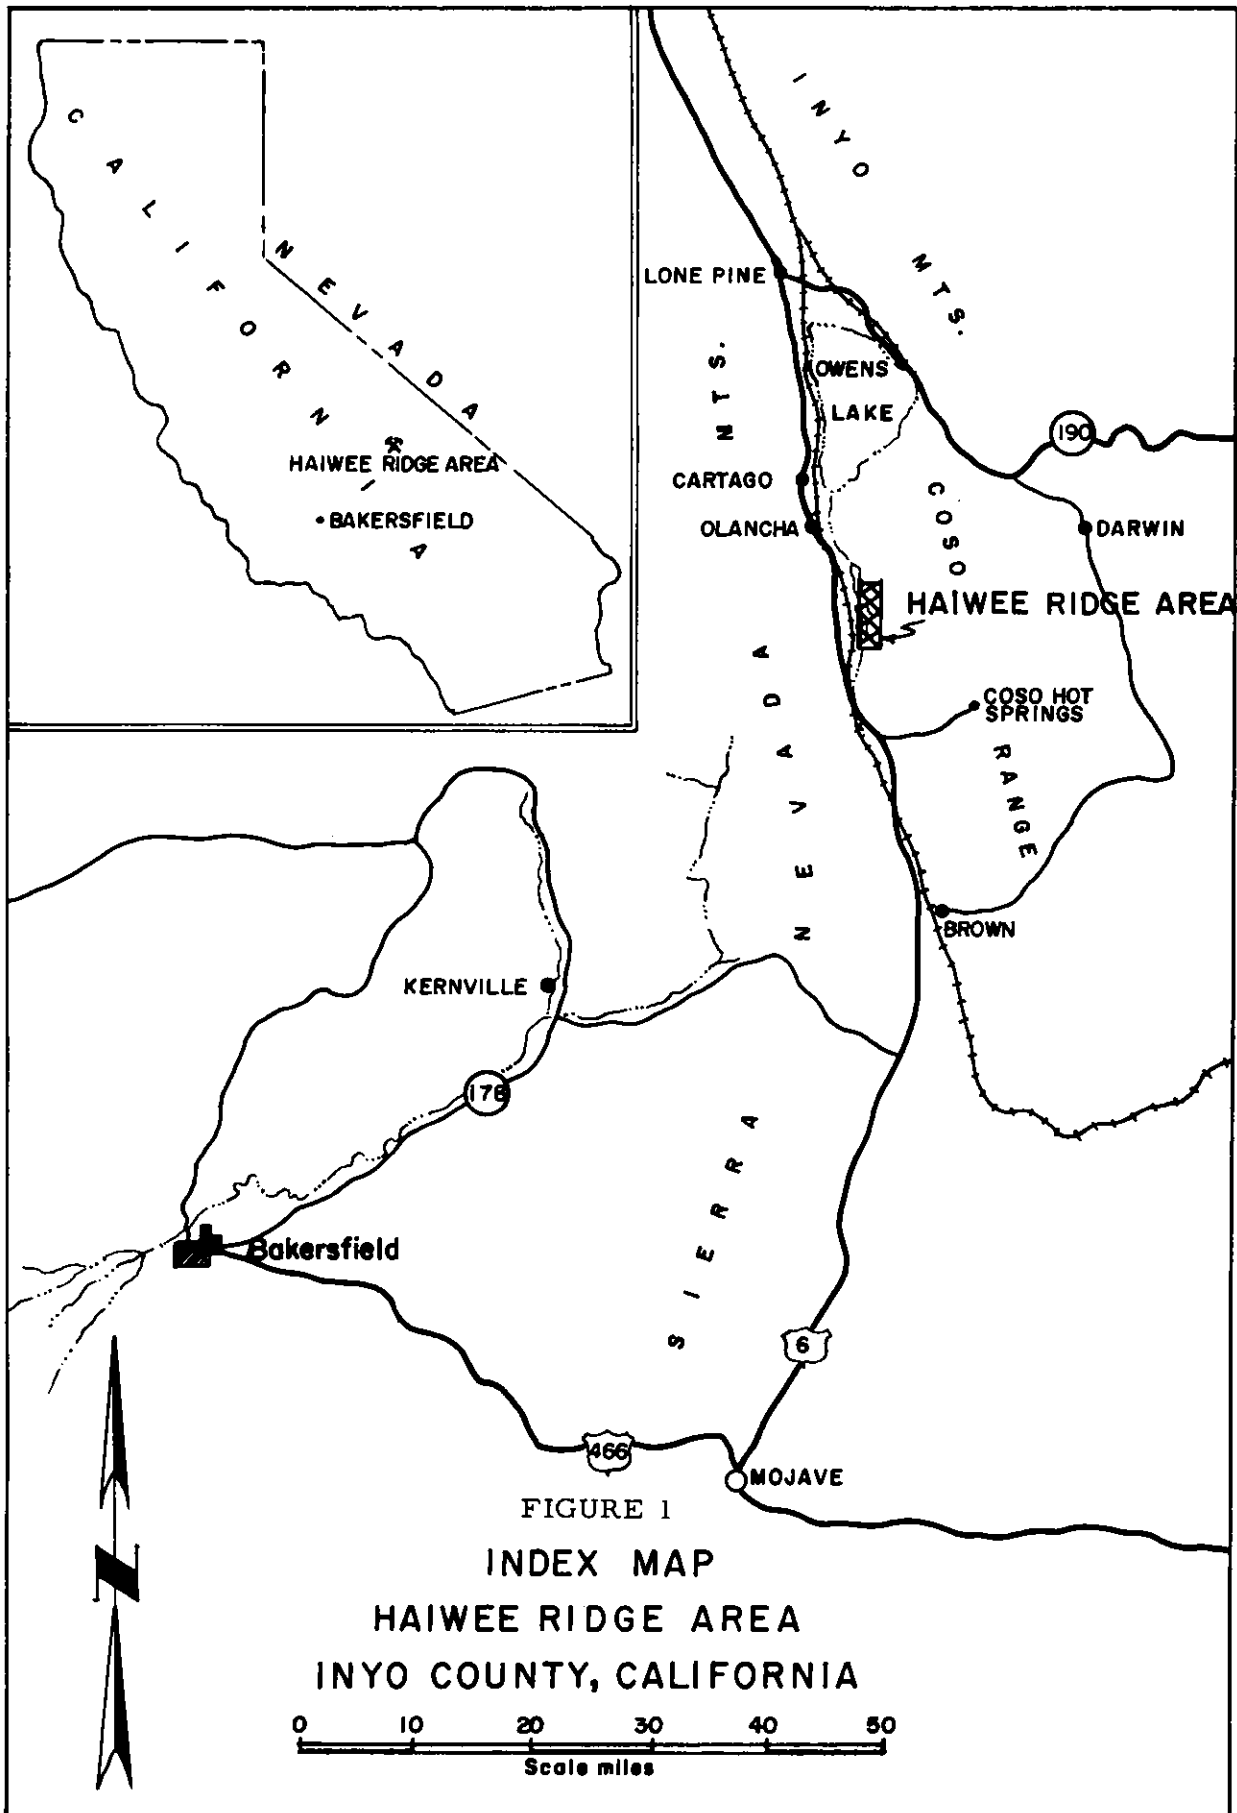 CALIFORNIA
NEVADA
HAIWEE RIDGE AREA
BAKERSFIELD
INYO MTS.
LONE PINE
OWENS
LAKE
190
CARTAGO
OLANCHA
DARWIN
COSO RANGE
HAIWEE RIDGE AREA
COSO HOT
SPRINGS
SIERRA NEVADA MTS.
BROWN
KERNVILLE
178
Bakersfield
6
466
MOJAVE
FIGURE 1
INDEX MAP
HAIWEE RIDGE AREA
INYO COUNTY, CALIFORNIA
0 10 20 30 40 50
Scale miles
N